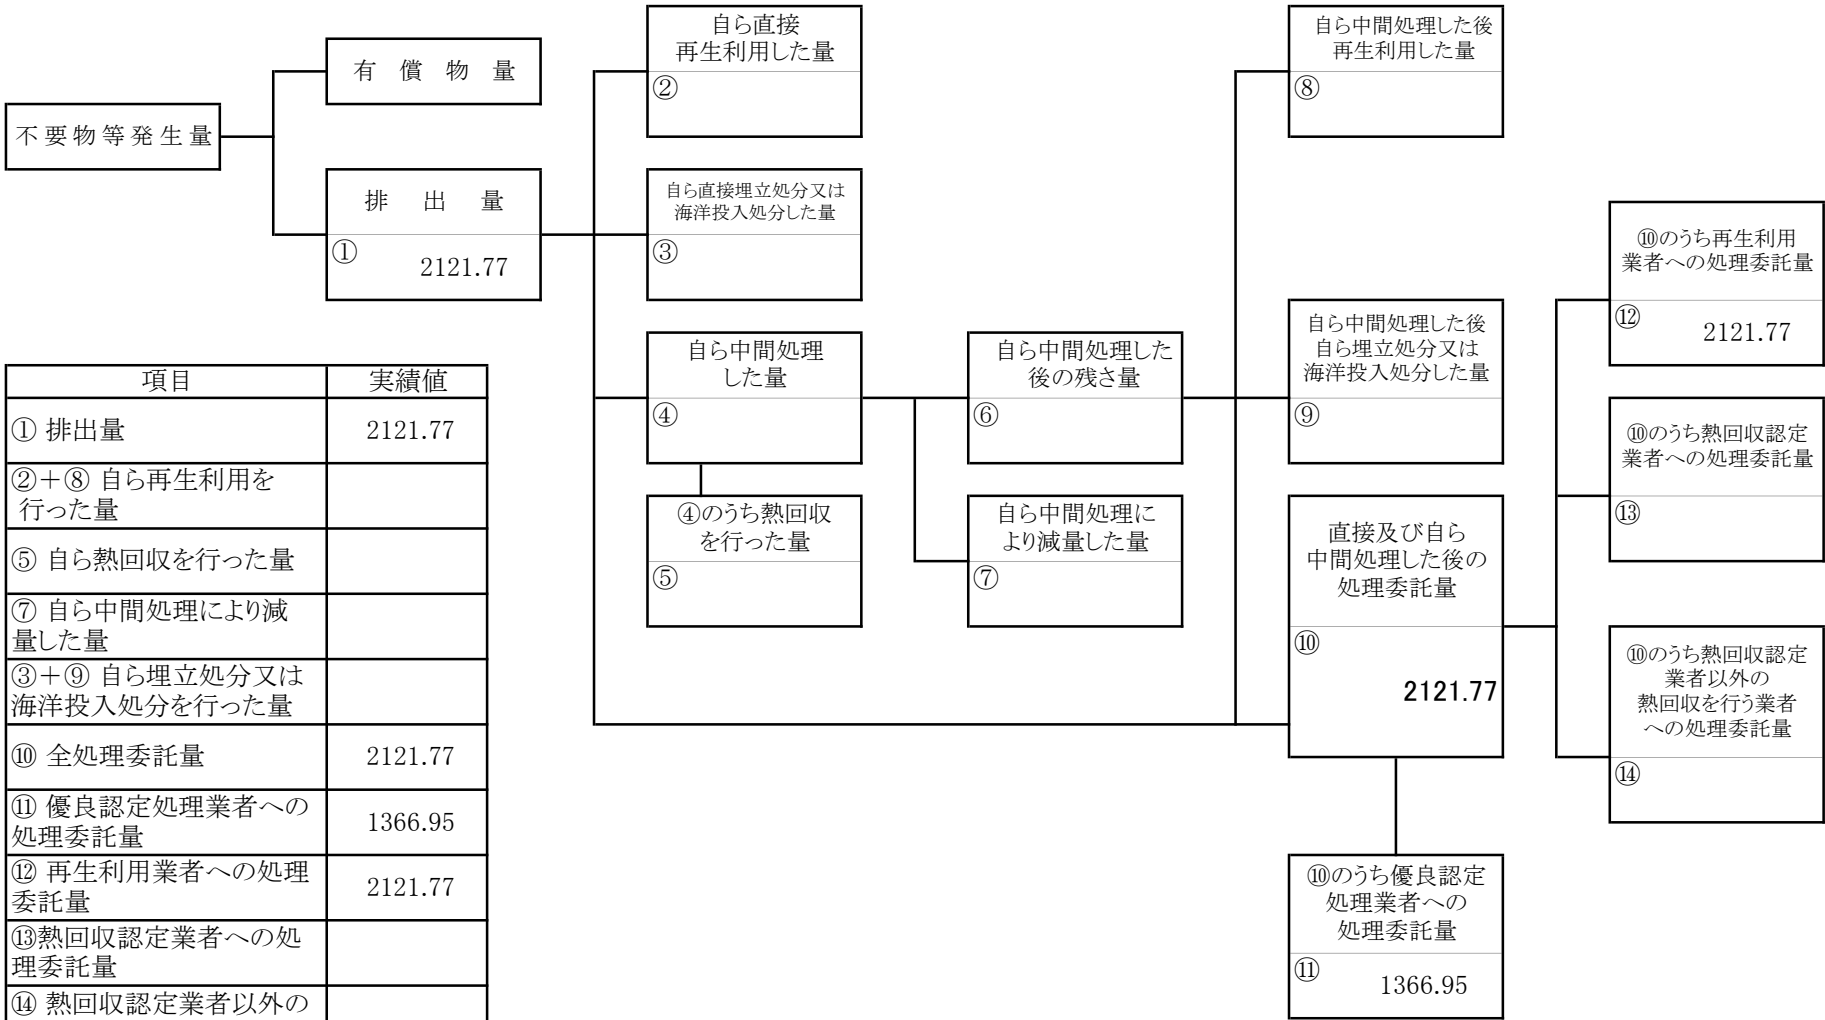 不要物等発生量
有償物量
排出量
①
2121.77
自ら直接
再生利用した量
②
自ら直接埋立処分又は
海洋投入処分した量
③
自ら中間処理
した量
④
④のうち熱回収
を行った量
⑤
自ら中間処理した
後の残さ量
⑥
自ら中間処理に
より減量した量
⑦
自ら中間処理した後
再生利用した量
⑧
自ら中間処理した後
自ら埋立処分又は
海洋投入処分した量
⑨
直接及び自ら
中間処理した後の
処理委託量
⑩
2121.77
⑩のうち優良認定
処理業者への
処理委託量
⑪
1366.95
⑩のうち再生利用
業者への処理委託量
⑫
2121.77
⑩のうち熱回収認定
業者への処理委託量
⑬
⑩のうち熱回収認定
業者以外の
熱回収を行う業者
への処理委託量
⑭
項目 実績値
① 排出量 2121.77
②+⑧ 自ら再生利用を
行った量
⑤ 自ら熱回収を行った量
⑦ 自ら中間処理により減
量した量
③+⑨ 自ら埋立処分又は
海洋投入処分を行った量
⑩ 全処理委託量 2121.77
⑪ 優良認定処理業者への
処理委託量 1366.95
⑫ 再生利用業者への処理
委託量 2121.77
⑬熱回収認定業者への処
理委託量
⑭ 熱回収認定業者以外の